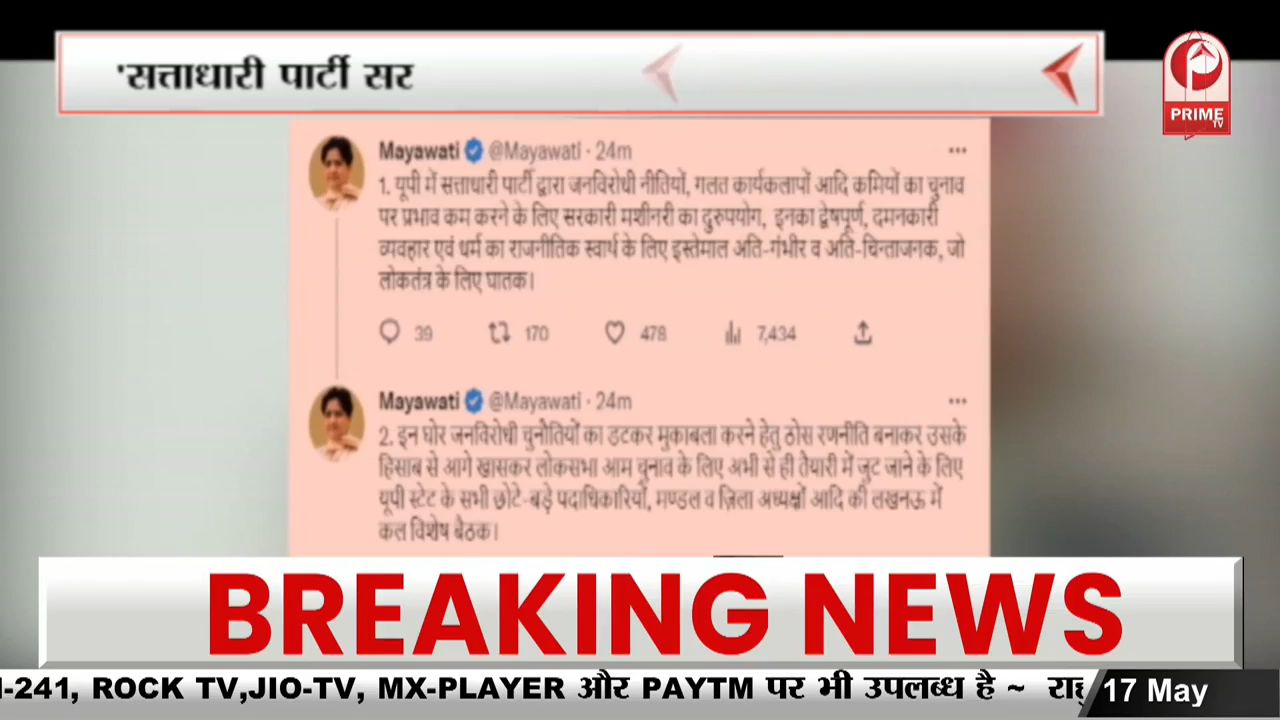 'सत्ताधारी पार्टी सर
PRIME
TV
Mayawati @Mayawati · 24m
1. यूपी में सत्ताधारी पार्टी द्वारा जनविरोधी नीतियों, गलत कार्यकलापों आदि कमियों का चुनाव
पर प्रभाव कम करने के लिए सरकारी मशीनरी का दुरुपयोग, इनका द्वेषपूर्ण, दमनकारी
व्यवहार एवं धर्म का राजनीतिक स्वार्थ के लिए इस्तेमाल अति-गंभीर व अति-चिन्ताजनक, जो
लोकतंत्र के लिए घातक।
39 170 478 7,434
Mayawati @Mayawati · 24m
2. इन घोर जनविरोधी चुनौतियों का डटकर मुकाबला करने हेतु ठोस रणनीति बनाकर उसके
हिसाब से आगे खासकर लोकसभा आम चुनाव के लिए अभी से ही तैयारी में जुट जाने के लिए
यूपी स्टेट के सभी छोटे-बड़े पदाधिकारियों, मण्डल व ज़िला अध्यक्षों आदि की लखनऊ में
कल विशेष बैठक।
BREAKING NEWS
-241, ROCK TV,JIO-TV, MX-PLAYER और PAYTM पर भी उपलब्ध है ~
17 May